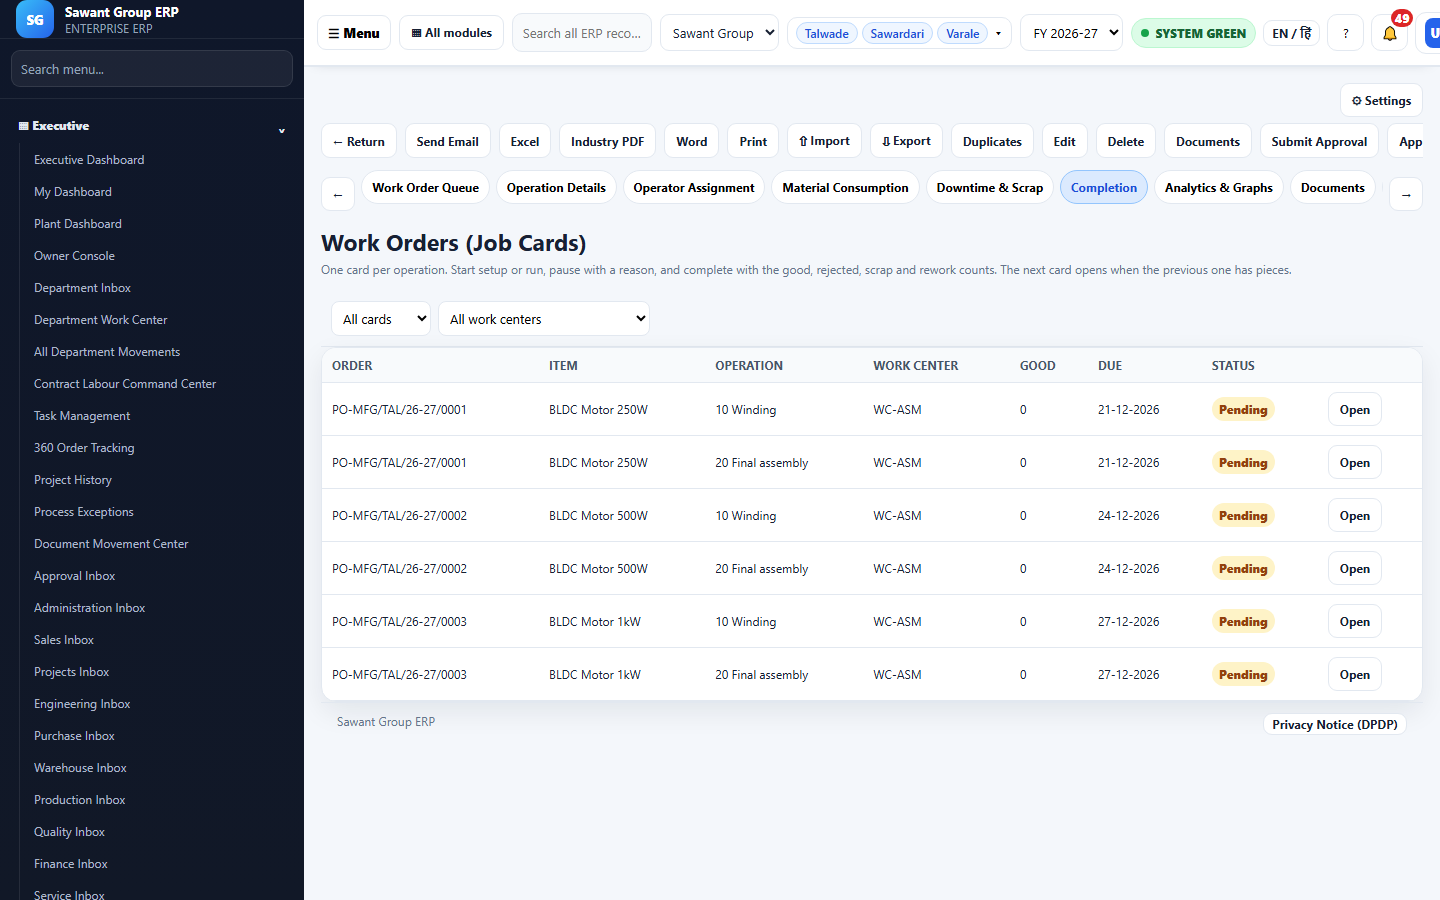 SG
Sawant Group ERP
ENTERPRISE ERP
Search menu...
Executive
Executive Dashboard
My Dashboard
Plant Dashboard
Owner Console
Department Inbox
Department Work Center
All Department Movements
Contract Labour Command Center
Task Management
360 Order Tracking
Project History
Process Exceptions
Document Movement Center
Approval Inbox
Administration Inbox
Sales Inbox
Projects Inbox
Engineering Inbox
Purchase Inbox
Warehouse Inbox
Production Inbox
Quality Inbox
Finance Inbox
Service Inbox
☰ Menu
All modules
Search all ERP reco...
Sawant Group
Talwade
Sawardari
Varale
FY 2026-27
SYSTEM GREEN
EN / हिं
?
49
U
⚙ Settings
← Return
Send Email
Excel
Industry PDF
Word
Print
⇧ Import
⇩ Export
Duplicates
Edit
Delete
Documents
Submit Approval
App
←
Work Order Queue
Operation Details
Operator Assignment
Material Consumption
Downtime & Scrap
Completion
Analytics & Graphs
Documents
→
Work Orders (Job Cards)
One card per operation. Start setup or run, pause with a reason, and complete with the good, rejected, scrap and rework counts. The next card opens when the previous one has pieces.
All cards
All work centers
ORDER ITEM OPERATION WORK CENTER GOOD DUE STATUS
PO-MFG/TAL/26-27/0001 BLDC Motor 250W 10 Winding WC-ASM 0 21-12-2026 Pending Open
PO-MFG/TAL/26-27/0001 BLDC Motor 250W 20 Final assembly WC-ASM 0 21-12-2026 Pending Open
PO-MFG/TAL/26-27/0002 BLDC Motor 500W 10 Winding WC-ASM 0 24-12-2026 Pending Open
PO-MFG/TAL/26-27/0002 BLDC Motor 500W 20 Final assembly WC-ASM 0 24-12-2026 Pending Open
PO-MFG/TAL/26-27/0003 BLDC Motor 1kW 10 Winding WC-ASM 0 27-12-2026 Pending Open
PO-MFG/TAL/26-27/0003 BLDC Motor 1kW 20 Final assembly WC-ASM 0 27-12-2026 Pending Open
Sawant Group ERP
Privacy Notice (DPDP)